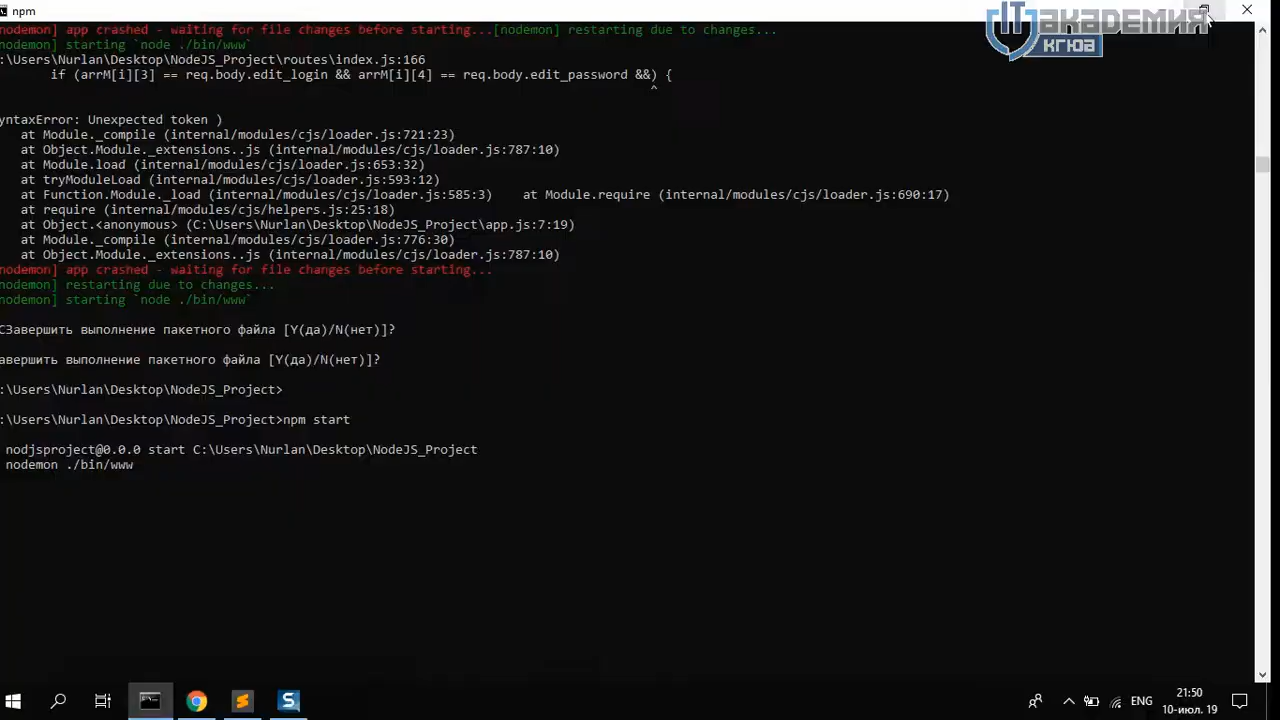 npm
IT академия
КГЮА
nodemon] app crashed - waiting for file changes before starting...[nodemon] restarting due to changes...
nodemon] starting `node ./bin/www`
:\Users\Nurlan\Desktop\NodeJS_Project\routes\index.js:166
if (arrM[i][3] == req.body.edit_login && arrM[i][4] == req.body.edit_password &&) {
^
yntaxError: Unexpected token )
at Module._compile (internal/modules/cjs/loader.js:721:23)
at Object.Module._extensions..js (internal/modules/cjs/loader.js:787:10)
at Module.load (internal/modules/cjs/loader.js:653:32)
at tryModuleLoad (internal/modules/cjs/loader.js:593:12)
at Function.Module._load (internal/modules/cjs/loader.js:585:3)    at Module.require (internal/modules/cjs/loader.js:690:17)
at require (internal/modules/cjs/helpers.js:25:18)
at Object.<anonymous> (C:\Users\Nurlan\Desktop\NodeJS_Project\app.js:7:19)
at Module._compile (internal/modules/cjs/loader.js:776:30)
at Object.Module._extensions..js (internal/modules/cjs/loader.js:787:10)
nodemon] app crashed - waiting for file changes before starting...
nodemon] restarting due to changes...
nodemon] starting `node ./bin/www`
СЗавершить выполнение пакетного файла [Y(да)/N(нет)]?
авершить выполнение пакетного файла [Y(да)/N(нет)]?
:\Users\Nurlan\Desktop\NodeJS_Project>
:\Users\Nurlan\Desktop\NodeJS_Project>npm start
nodjsproject@0.0.0 start C:\Users\Nurlan\Desktop\NodeJS_Project
nodemon ./bin/www
ENG
21:50
10-июл. 19